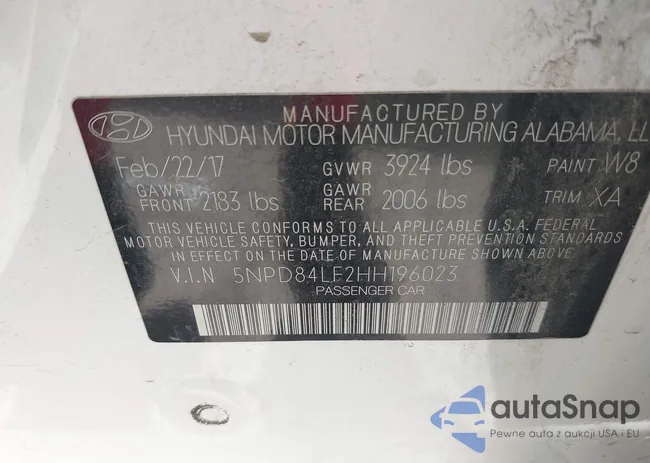 MANUFACTURED BY
HYUNDAI MOTOR MANUFACTURING ALABAMA, LL
Feb/22/17 GVWR 3924 lbs PAINT W8
GAWR FRONT 2183 lbs GAWR REAR 2006 lbs TRIM XA
THIS VEHICLE CONFORMS TO ALL APPLICABLE U.S.A. FEDERAL
MOTOR VEHICLE SAFETY, BUMPER, AND THEFT PREVENTION
STANDARDS IN EFFECT ON THE DATE OF MANUFACTURE SHOWN ABOVE.
V.I.N 5NPD84LF2HH196023
PASSENGER CAR
autaSnap
Pewne auta z aukcji USA i EU